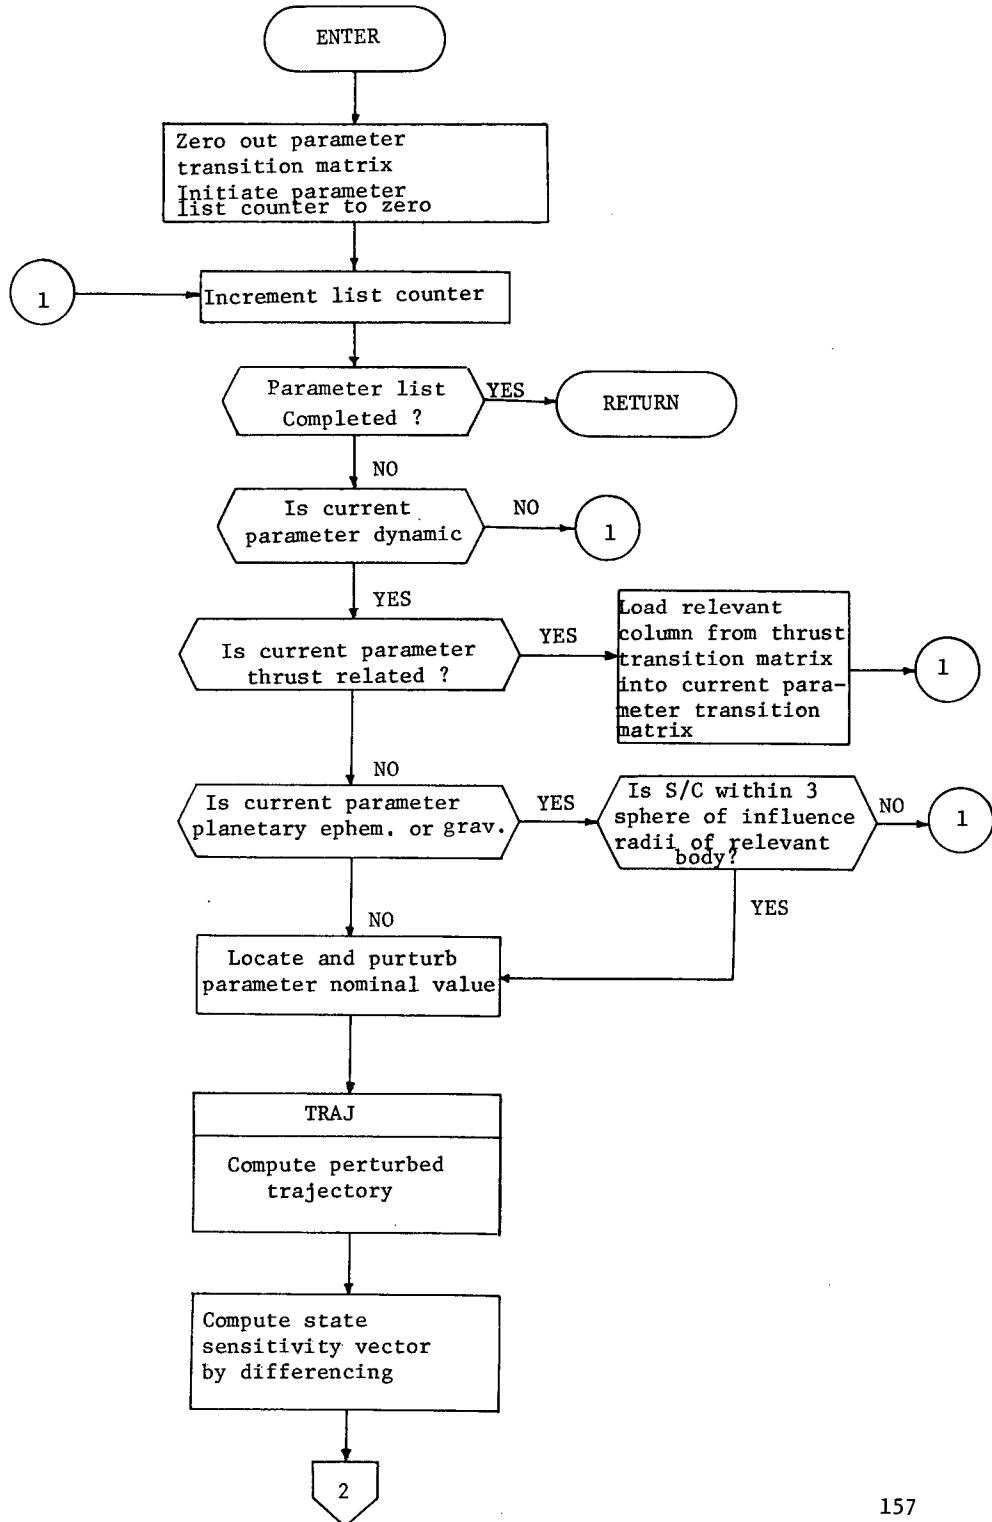 ENTER
Zero out parameter
transition matrix
Initiate parameter
list counter to zero
1
Increment list counter
Parameter list
Completed ?
YES
RETURN
NO
Is current
parameter dynamic
NO
1
YES
Is current parameter
thrust related ?
YES
Load relevant
column from thrust
transition matrix
into current para-
meter transition
matrix
1
NO
Is current parameter
planetary ephem. or grav.
YES
Is S/C within 3
sphere of influence
radii of relevant
body?
NO
1
YES
NO
Locate and purturb
parameter nominal value
TRAJ
Compute perturbed
trajectory
Compute state
sensitivity vector
by differencing
2
157